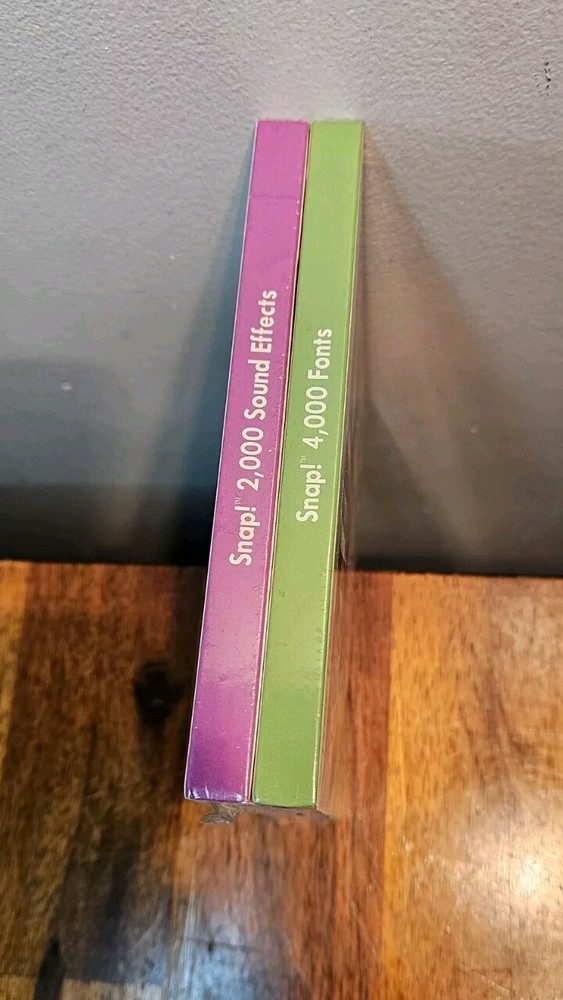 Snap!™ 2,000 Sound Effects
Snap!™ 4,000 Fonts